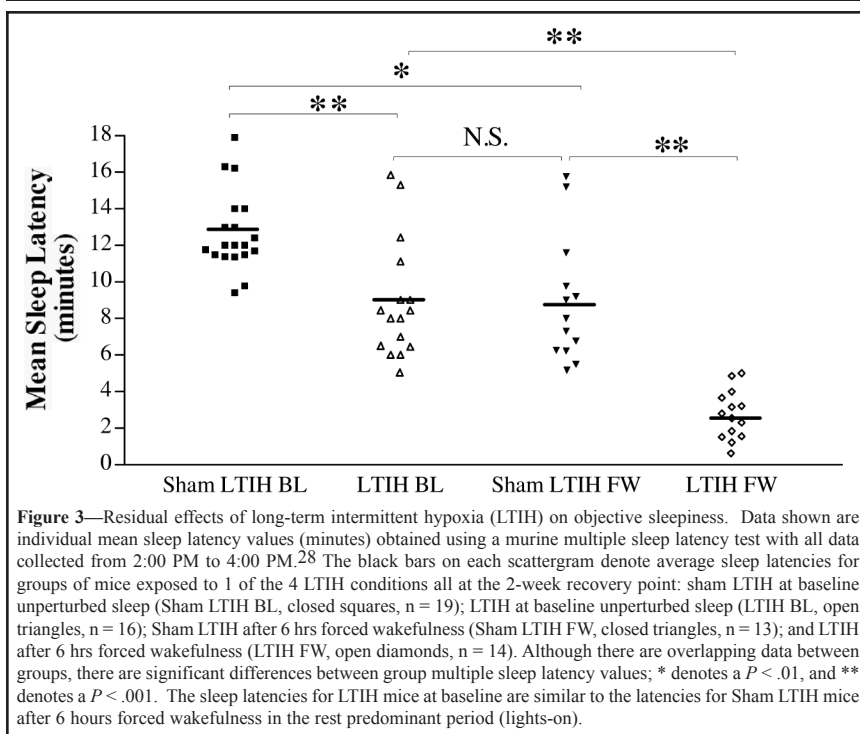 **
*
**
N.S.
**
18
16
14
12
10
8
6
4
2
0
Mean Sleep Latency
(minutes)
Sham LTIH BL LTIH BL Sham LTIH FW LTIH FW
Figure 3—Residual effects of long-term intermittent hypoxia (LTIH) on objective sleepiness. Data shown are
individual mean sleep latency values (minutes) obtained using a murine multiple sleep latency test with all data
collected from 2:00 PM to 4:00 PM.28 The black bars on each scattergram denote average sleep latencies for
groups of mice exposed to 1 of the 4 LTIH conditions all at the 2-week recovery point: sham LTIH at baseline
unperturbed sleep (Sham LTIH BL, closed squares, n = 19); LTIH at baseline unperturbed sleep (LTIH BL, open
triangles, n = 16); Sham LTIH after 6 hrs forced wakefulness (Sham LTIH FW, closed triangles, n = 13); and LTIH
after 6 hrs forced wakefulness (LTIH FW, open diamonds, n = 14). Although there are overlapping data between
groups, there are significant differences between group multiple sleep latency values; * denotes a P < .01, and **
denotes a P < .001. The sleep latencies for LTIH mice at baseline are similar to the latencies for Sham LTIH mice
after 6 hours forced wakefulness in the rest predominant period (lights-on).